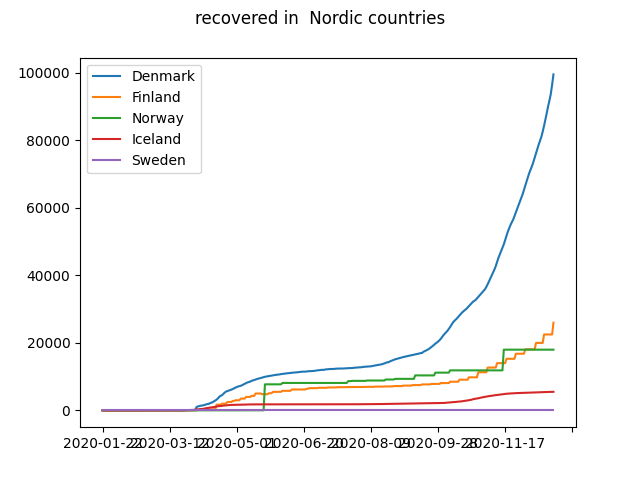 recovered in  Nordic countries
100000
80000
60000
40000
20000
0
Denmark
Finland
Norway
Iceland
Sweden
2020-01-22 2020-03-12 2020-05-01 2020-06-20 2020-08-09 2020-09-28 2020-11-17